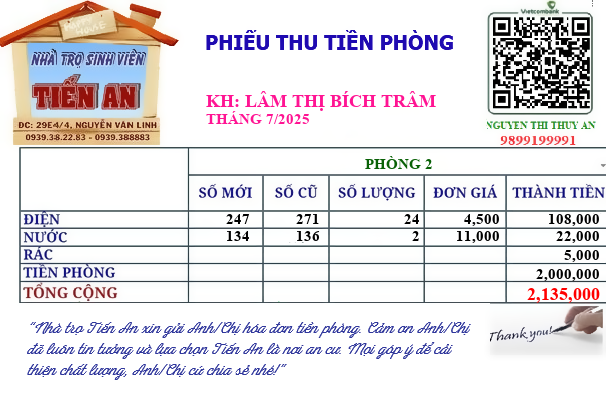 HAPPY HOME
NHÀ TRỌ SINH VIÊN
TIẾN AN
ĐC: 29E4/4, NGUYỄN VĂN LINH
0939.38.22.83 - 0939.388883
PHIẾU THU TIỀN PHÒNG
KH: LÂM THỊ BÍCH TRÂM
THÁNG 7/2025
Vietcombank
NGUYEN THI THUY AN
9899199991
PHÒNG 2
SỐ MỚI SỐ CŨ SỐ LƯỢNG ĐƠN GIÁ THÀNH TIỀN
ĐIỆN 247 271 24 4,500 108,000
NƯỚC 134 136 2 11,000 22,000
RÁC 5,000
TIỀN PHÒNG 2,000,000
TỔNG CỘNG 2,135,000
"Nhà trọ Tiến An xin gửi Anh/Chị hóa đơn tiền phòng. Cảm ơn Anh/Chị
đã luôn tin tưởng và lựa chọn Tiến An là nơi an cư. Mọi góp ý để cải
thiện chất lượng, Anh/Chị cứ chia sẻ nhé!"
Thank you!